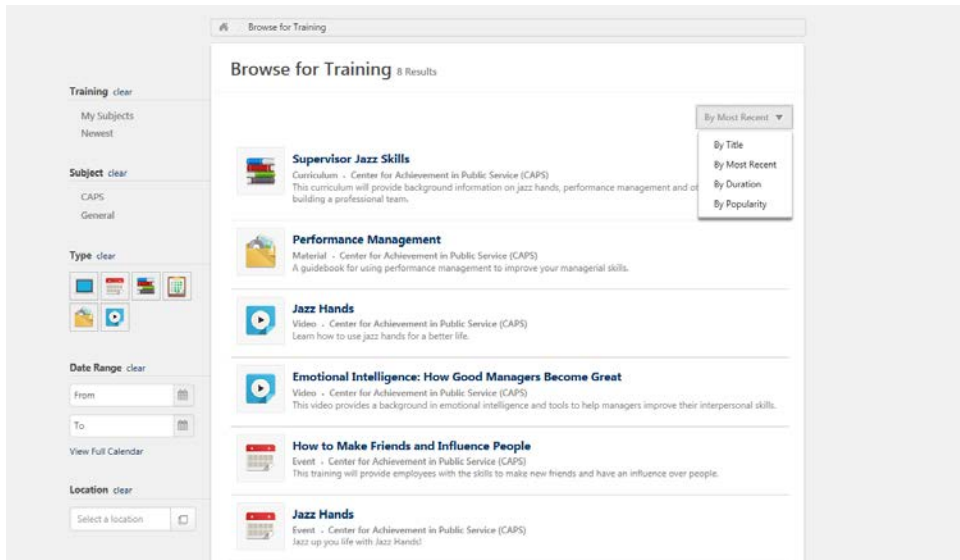 Browse for Training
Browse for Training 8 Results
Training clear
My Subjects
Newest
Subject clear
CAPS
General
Type clear
Date Range clear
From
To
View Full Calendar
Location clear
Select a location
By Most Recent
By Title
By Most Recent
By Duration
By Popularity
Supervisor Jazz Skills
Curriculum - Center for Achievement in Public Service (CAPS)
This curriculum will provide background information on jazz hands, performance management and
building a professional team.
Performance Management
Material - Center for Achievement in Public Service (CAPS)
A guidebook for using performance management to improve your managerial skills.
Jazz Hands
Video - Center for Achievement in Public Service (CAPS)
Learn how to use jazz hands for a better life.
Emotional Intelligence: How Good Managers Become Great
Video - Center for Achievement in Public Service (CAPS)
This video provides a background in emotional intelligence and tools to help managers improve their interpersonal skills.
How to Make Friends and Influence People
Event - Center for Achievement in Public Service (CAPS)
This training will provide employees with the skills to make new friends and have an influence over people.
Jazz Hands
Event - Center for Achievement in Public Service (CAPS)
Jazz up you life with Jazz Hands!